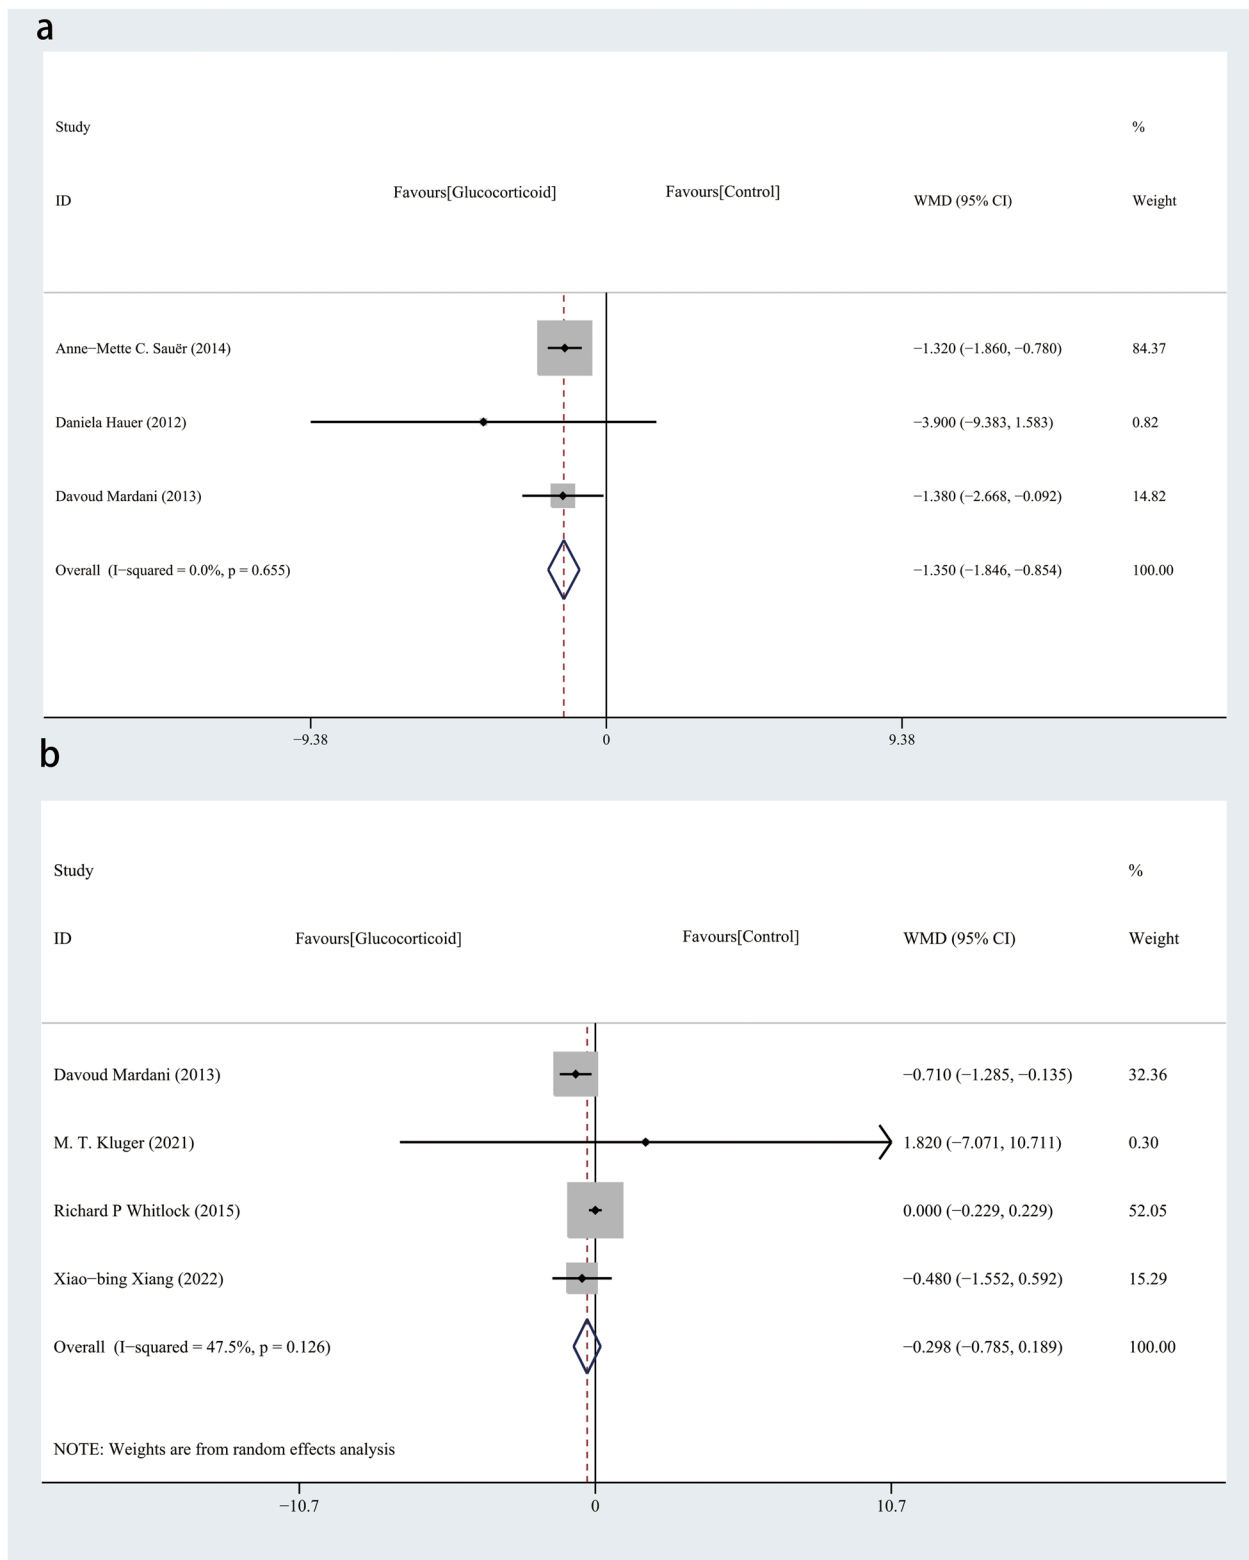 a
Study %
ID Favours[Glucocorticoid] Favours[Control] WMD (95% CI) Weight
Anne−Mette C. Sauër (2014) −1.320 (−1.860, −0.780) 84.37
Daniela Hauer (2012) −3.900 (−9.383, 1.583) 0.82
Davoud Mardani (2013) −1.380 (−2.668, −0.092) 14.82
Overall (I−squared = 0.0%, p = 0.655) −1.350 (−1.846, −0.854) 100.00
−9.38 0 9.38
b
Study %
ID Favours[Glucocorticoid] Favours[Control] WMD (95% CI) Weight
Davoud Mardani (2013) −0.710 (−1.285, −0.135) 32.36
M. T. Kluger (2021) 1.820 (−7.071, 10.711) 0.30
Richard P Whitlock (2015) 0.000 (−0.229, 0.229) 52.05
Xiao−bing Xiang (2022) −0.480 (−1.552, 0.592) 15.29
Overall (I−squared = 47.5%, p = 0.126) −0.298 (−0.785, 0.189) 100.00
NOTE: Weights are from random effects analysis
−10.7 0 10.7